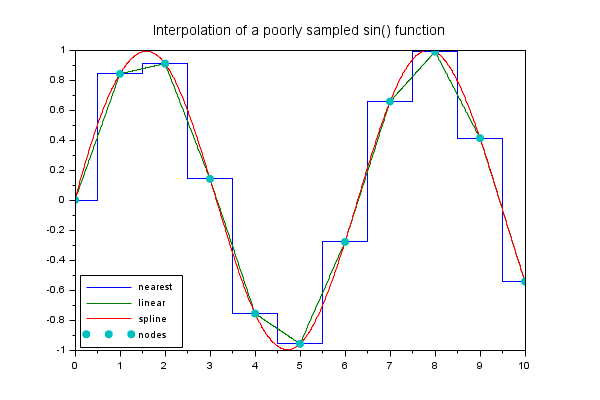 Interpolation of a poorly sampled sin() function
1
0.8
0.6
0.4
0.2
0
-0.2
-0.4
-0.6
-0.8
-1
nearest
linear
spline
nodes
0 1 2 3 4 5 6 7 8 9 10